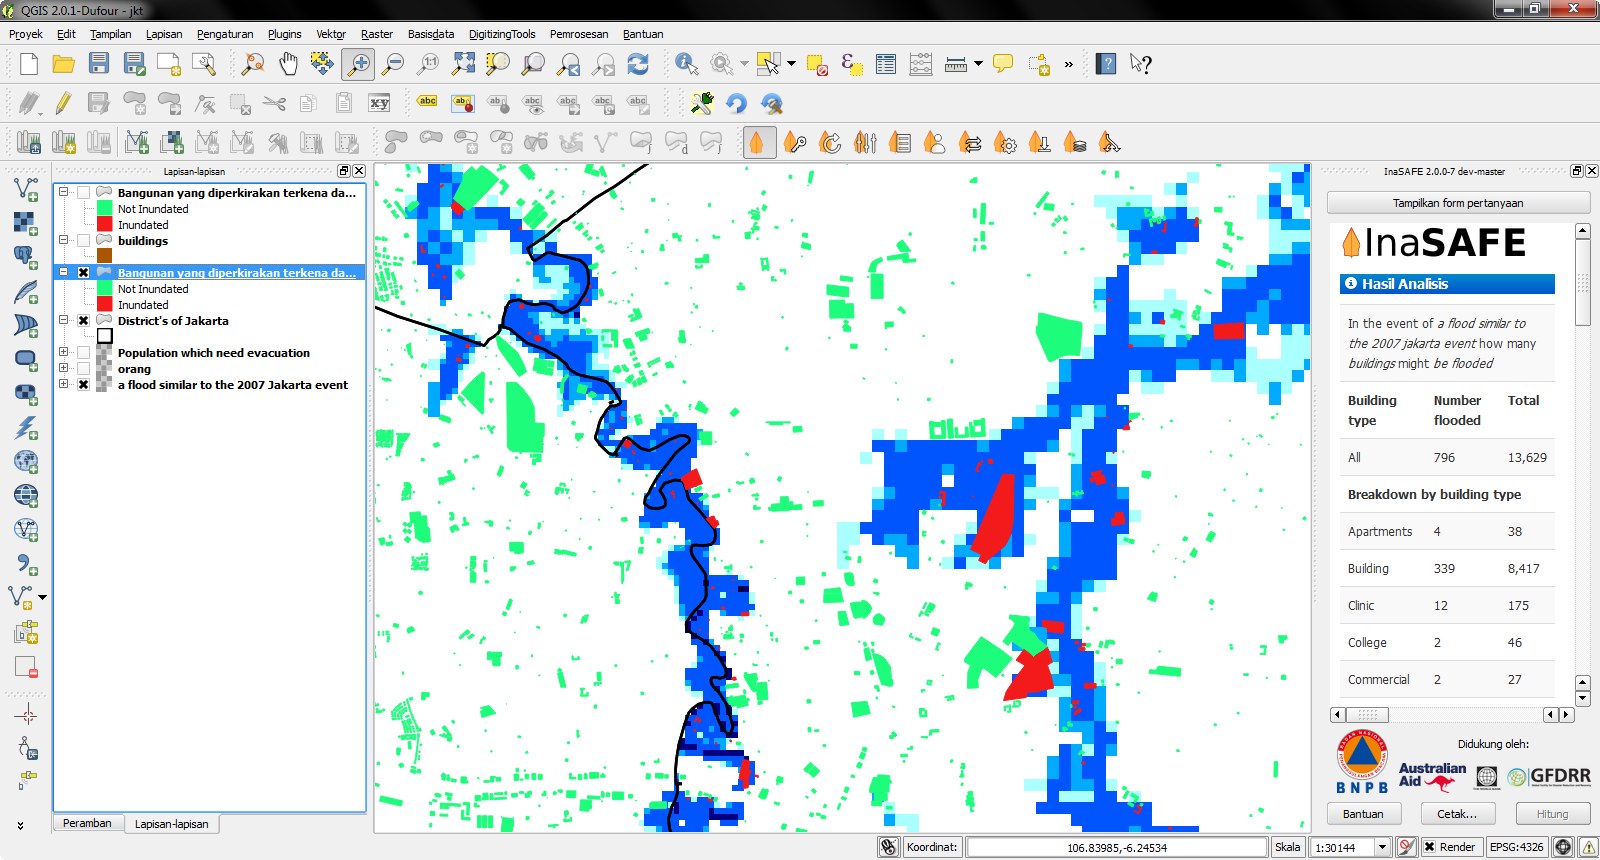 QGIS 2.0.1-Dufour - jkt
Proyek Edit Tampilan Lapisan Pengaturan Plugins Vektor Raster Basisdata DigitizingTools Pemrosesan Bantuan
Lapisan-lapisan
Bangunan yang diperkirakan terkena da...
Not Inundated
Inundated
buildings
Bangunan yang diperkirakan terkena da...
Not Inundated
Inundated
District's of Jakarta
Population which need evacuation
orang
a flood similar to the 2007 Jakarta event
Peramban Lapisan-lapisan
InaSAFE 2.0.0-7 dev-master
Tampilkan form pertanyaan
InaSAFE
Hasil Analisis
In the event of a flood similar to
the 2007 jakarta event how many
buildings might be flooded
Building type Number flooded Total
All 796 13,629
Breakdown by building type
Apartments 4 38
Building 339 8,417
Clinic 12 175
College 2 46
Commercial 2 27
Didukung oleh:
BNPB
Australian
Aid
GFDRR
Bantuan Cetak... Hitung
Koordinat: 106.83985,-6.24534 Skala 1:30144 Render EPSG:4326